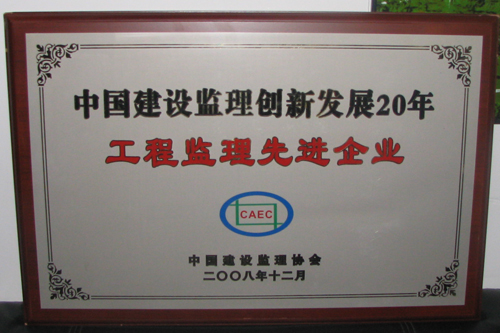 中国建设监理创新发展20年
工程监理先进企业
CAEC
中国建设监理协会
二〇〇八年十二月